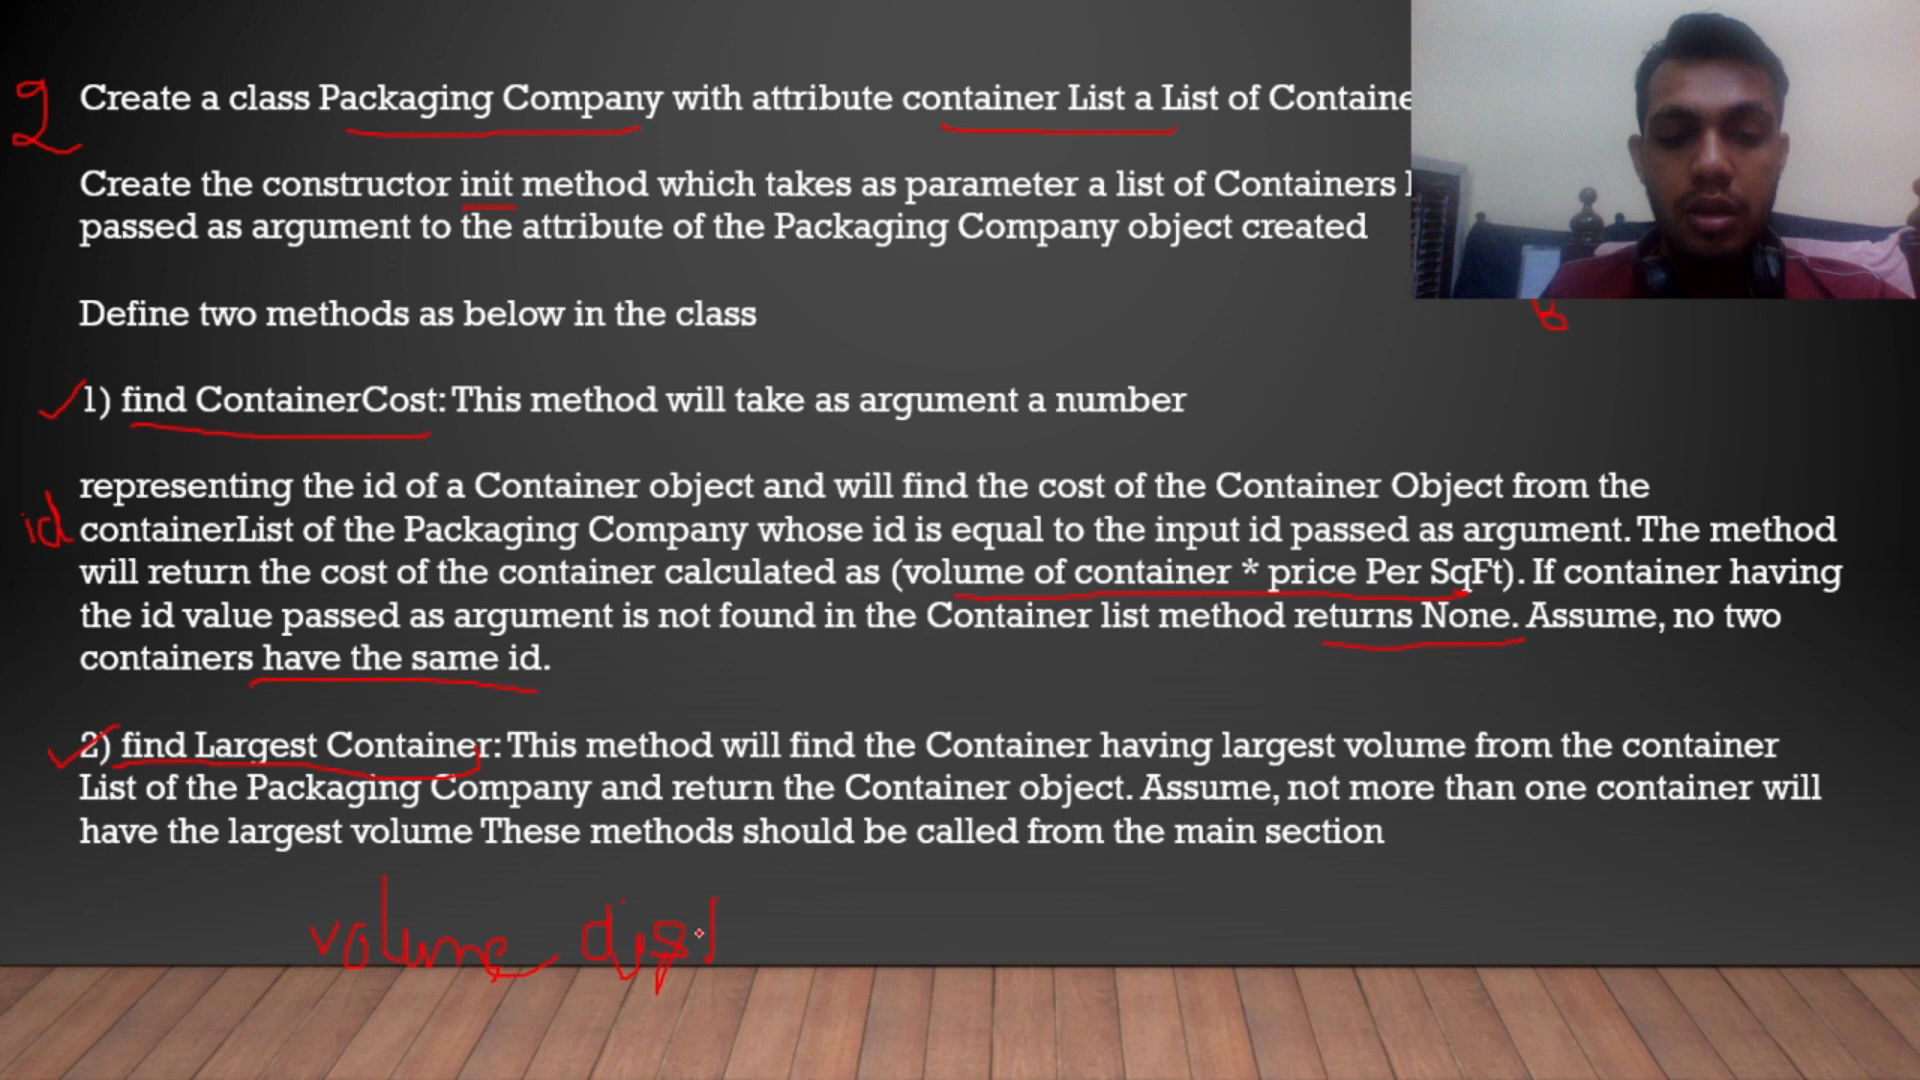 2 Create a class Packaging Company with attribute container List a List of Containe
Create the constructor init method which takes as parameter a list of Containers
passed as argument to the attribute of the Packaging Company object created
Define two methods as below in the class
1) find ContainerCost: This method will take as argument a number
representing the id of a Container object and will find the cost of the Container Object from the
id containerList of the Packaging Company whose id is equal to the input id passed as argument. The method
will return the cost of the container calculated as (volume of container * price Per SqFt). If container having
the id value passed as argument is not found in the Container list method returns None. Assume, no two
containers have the same id.
2) find Largest Container: This method will find the Container having largest volume from the container
List of the Packaging Company and return the Container object. Assume, not more than one container will
have the largest volume These methods should be called from the main section
volume